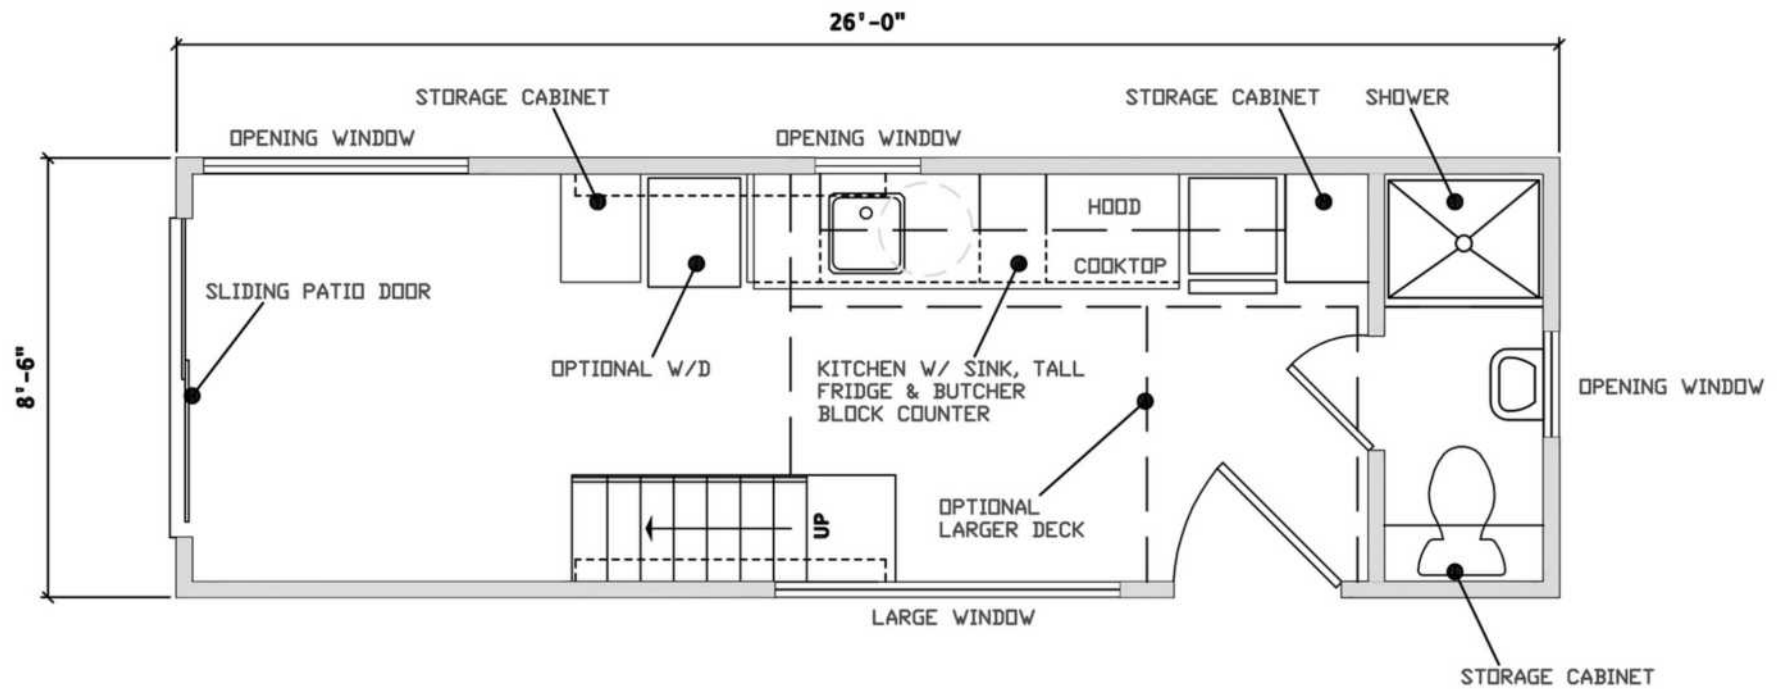 26'-0"
STORAGE CABINET
STORAGE CABINET
SHOWER
OPENING WINDOW
OPENING WINDOW
HOOD
COOKTOP
SLIDING PATIO DOOR
8'-6"
OPTIONAL W/D
KITCHEN W/ SINK, TALL
FRIDGE & BUTCHER
BLOCK COUNTER
OPENING WINDOW
OPTIONAL
LARGER DECK
UP
LARGE WINDOW
STORAGE CABINET